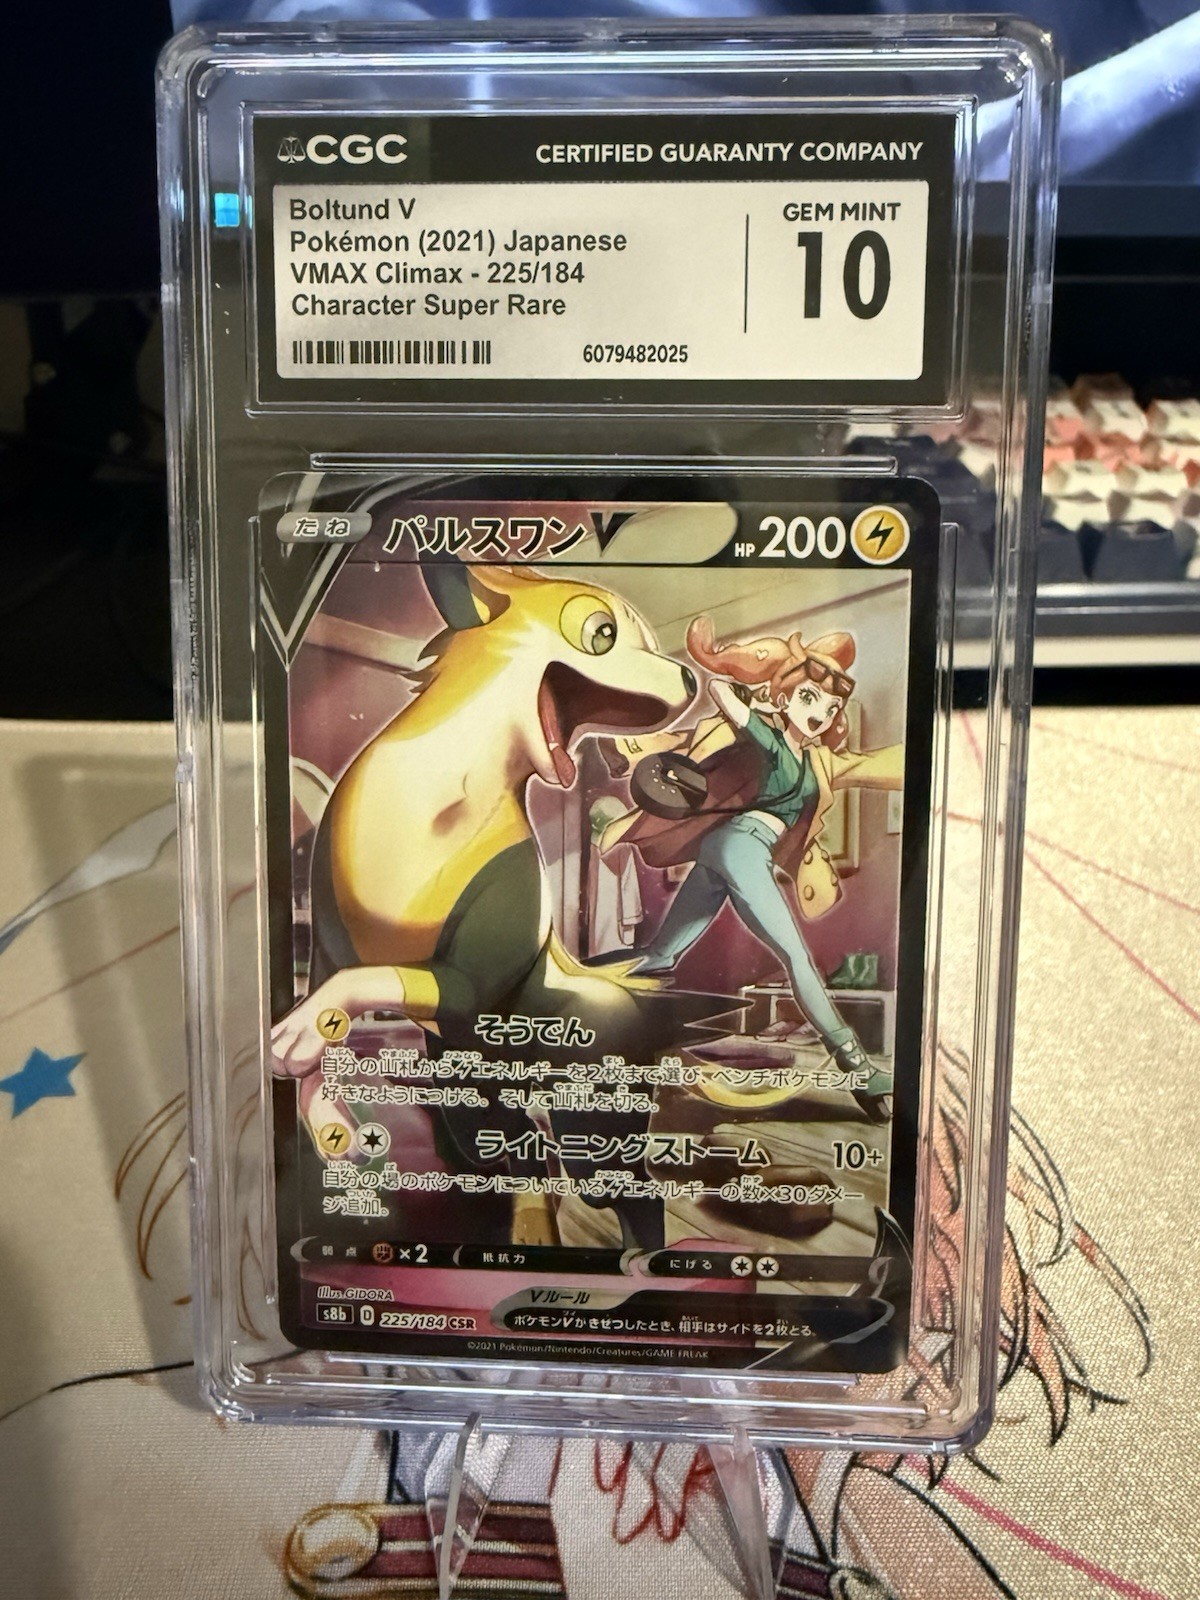 CGC
CERTIFIED GUARANTY COMPANY
Boltund V
Pokémon (2021) Japanese
VMAX Climax - 225/184
Character Super Rare
GEM MINT
10
6079482025
たね
パルスワンV
HP 200
そうでん
自分の山札からエネルギーを2枚まで選び、ベンチポケモンに
好きなようにつける。そして山札を切る。
ライトニングストーム 10+
自分の場のポケモンについているエネルギーの数×30ダメー
ジ追加。
弱点 ×2 抵抗力 にげる
Illus. GIDORA
Vルール
s8b D 225/184 CSR
ポケモンVがきぜつしたとき、相手はサイドを2枚とる。
©2021 Pokémon/Nintendo/Creatures/GAME FREAK